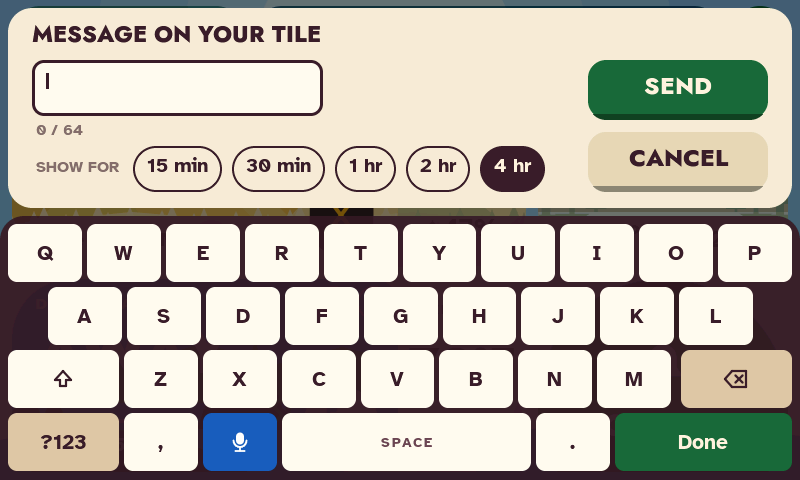 MESSAGE ON YOUR TILE
0 / 64
SHOW FOR 15 min 30 min 1 hr 2 hr 4 hr
SEND
CANCEL
Q W E R T Y U I O P
A S D F G H J K L
Z X C V B N M
?123 , SPACE . Done